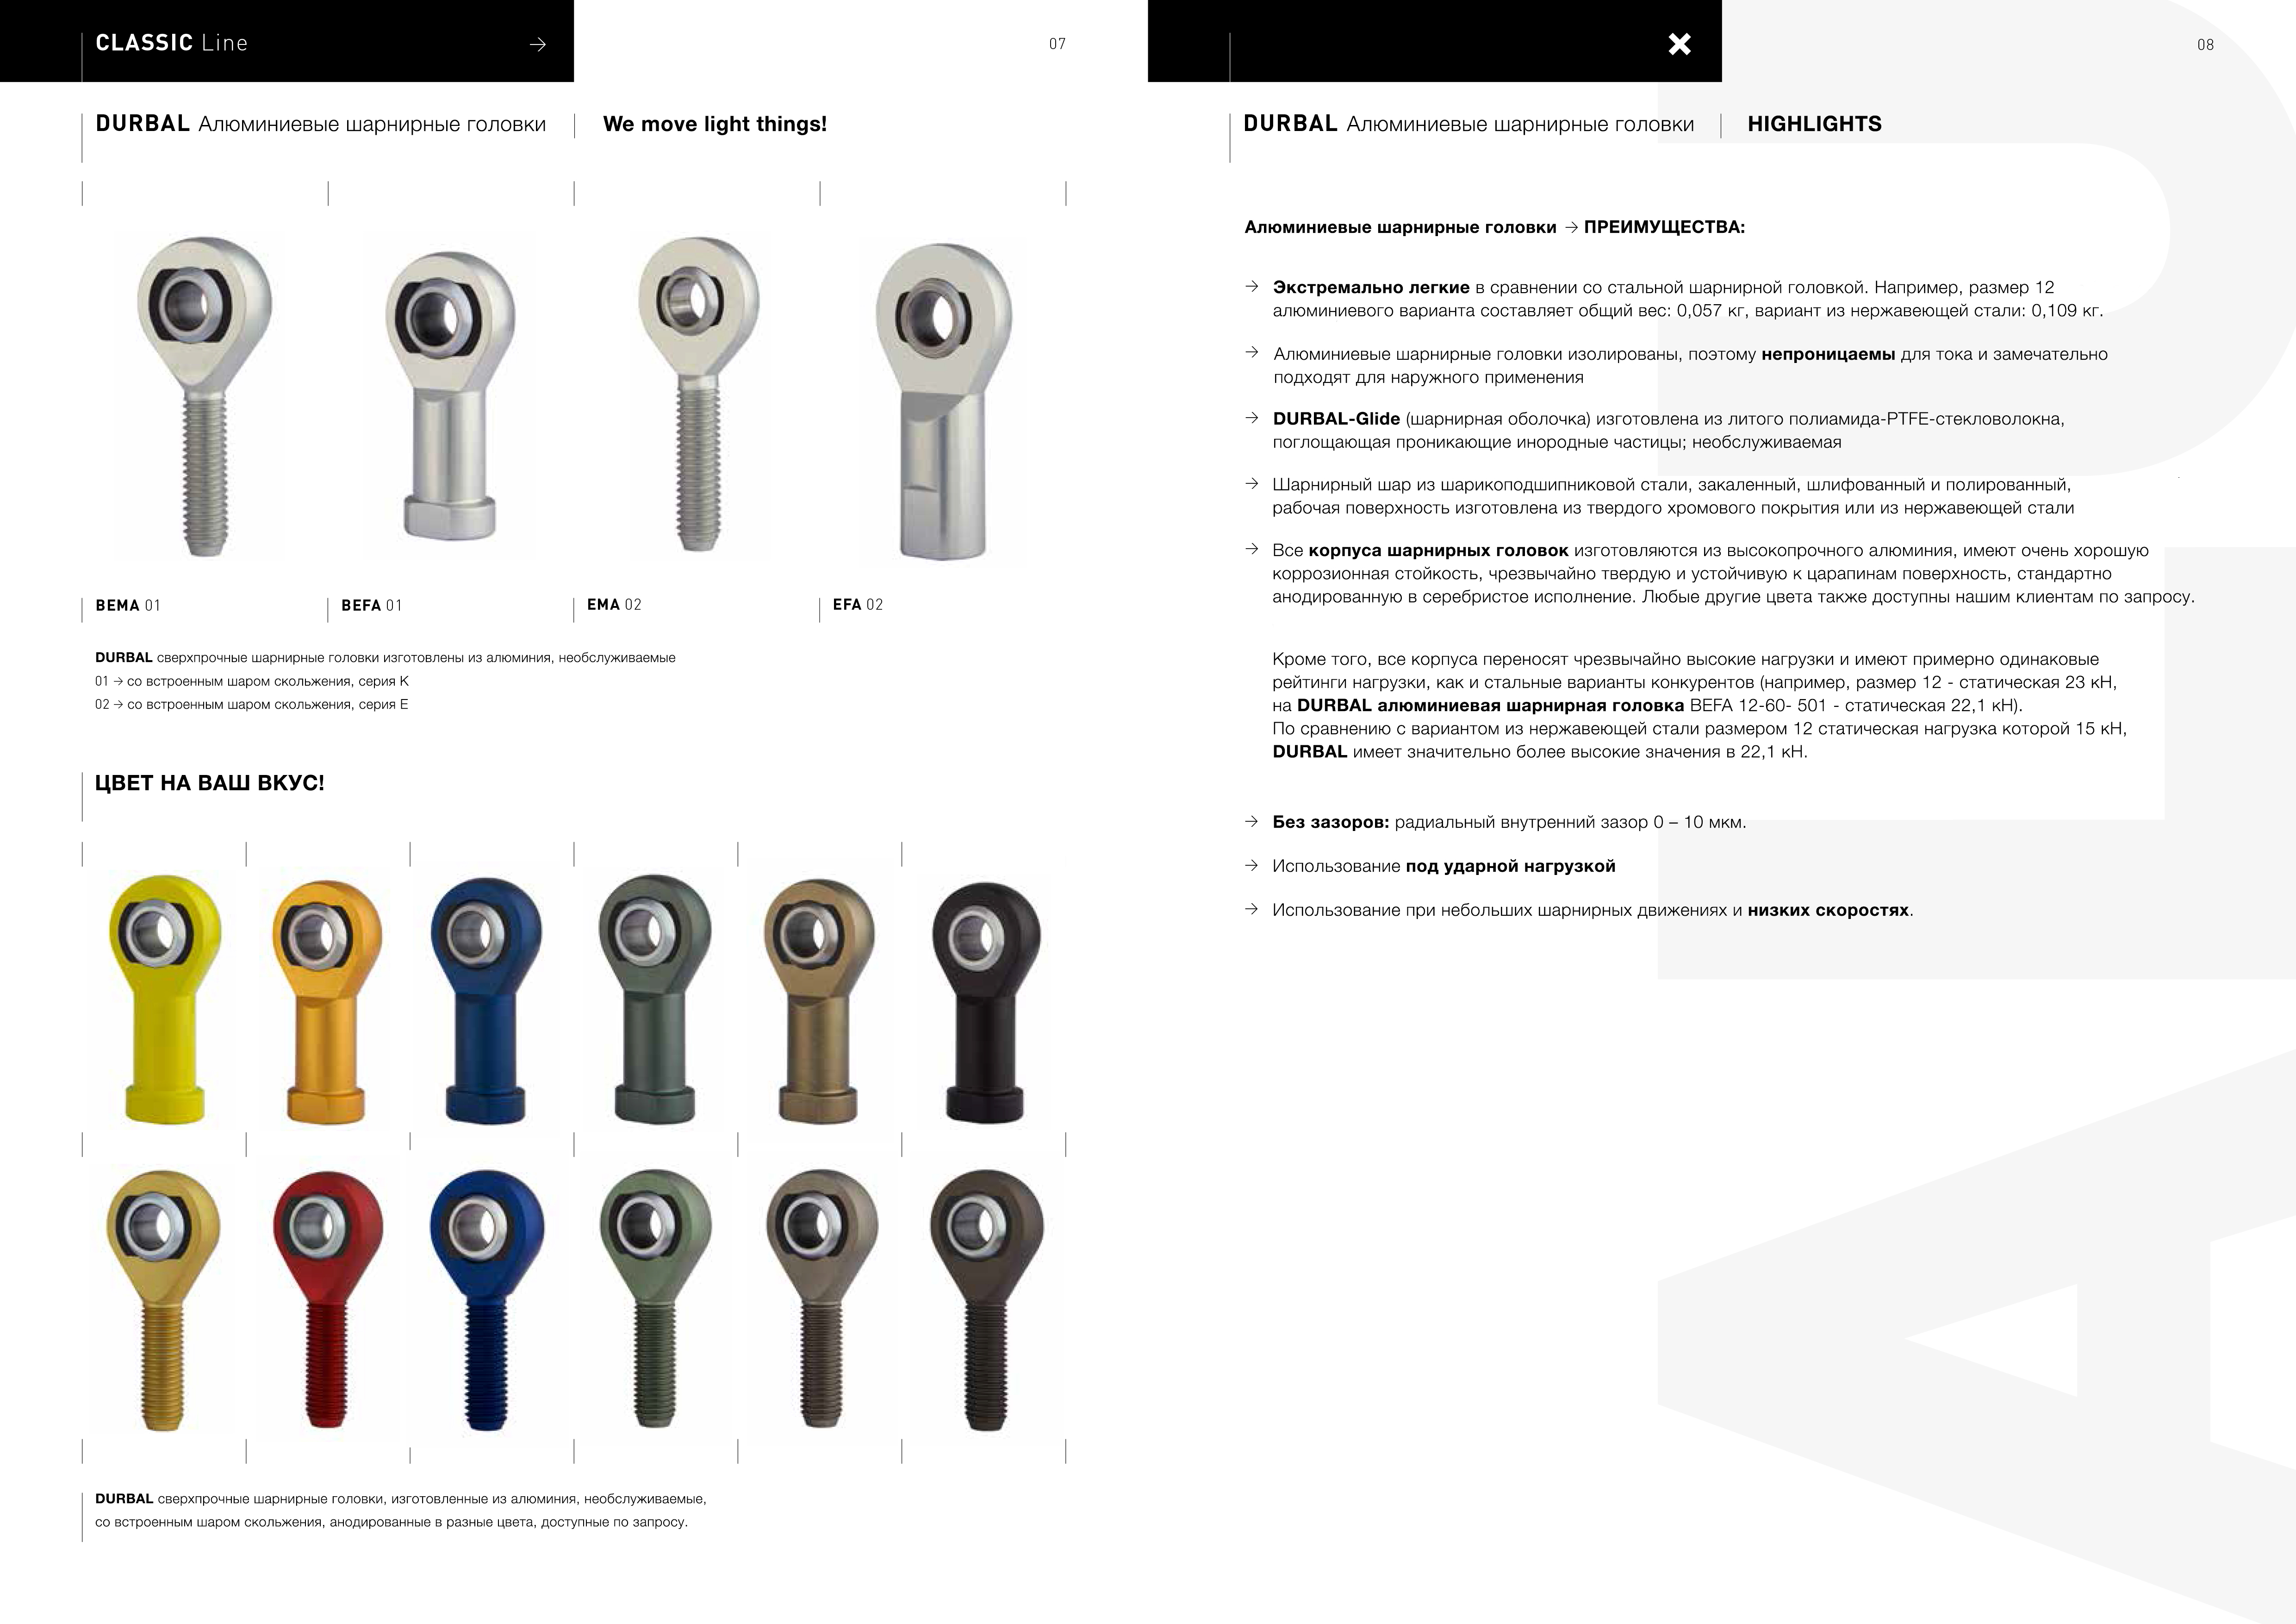 CLASSIC Line →
07
DURBAL Алюминиевые шарнирные головки
We move light things!
BEMA 01
BEFA 01
EMA 02
EFA 02
DURBAL сверхпрочные шарнирные головки изготовлены из алюминия, необслуживаемые
01 → со встроенным шаром скольжения, серия K
02 → со встроенным шаром скольжения, серия E
ЦВЕТ НА ВАШ ВКУС!
DURBAL сверхпрочные шарнирные головки, изготовленные из алюминия, необслуживаемые,
со встроенным шаром скольжения, анодированные в разные цвета, доступные по запросу.
08
DURBAL Алюминиевые шарнирные головки
HIGHLIGHTS
Алюминиевые шарнирные головки → ПРЕИМУЩЕСТВА:
→ Экстремально легкие в сравнении со стальной шарнирной головкой. Например, размер 12
алюминиевого варианта составляет общий вес: 0,057 кг, вариант из нержавеющей стали: 0,109 кг.
→ Алюминиевые шарнирные головки изолированы, поэтому непроницаемы для тока и замечательно
подходят для наружного применения
→ DURBAL-Glide (шарнирная оболочка) изготовлена из литого полиамида-PTFE-стекловолокна,
поглощающая проникающие инородные частицы; необслуживаемая
→ Шарнирный шар из шарикоподшипниковой стали, закаленный, шлифованный и полированный,
рабочая поверхность изготовлена из твердого хромового покрытия или из нержавеющей стали
→ Все корпуса шарнирных головок изготовляются из высокопрочного алюминия, имеют очень хорошую
коррозионная стойкость, чрезвычайно твердую и устойчивую к царапинам поверхность, стандартно
анодированную в серебристое исполнение. Любые другие цвета также доступны нашим клиентам по запросу.
Кроме того, все корпуса переносят чрезвычайно высокие нагрузки и имеют примерно одинаковые
рейтинги нагрузки, как и стальные варианты конкурентов (например, размер 12 - статическая 23 кН,
на DURBAL алюминиевая шарнирная головка BEFA 12-60- 501 - статическая 22,1 кН).
По сравнению с вариантом из нержавеющей стали размером 12 статическая нагрузка которой 15 кН,
DURBAL имеет значительно более высокие значения в 22,1 кН.
→ Без зазоров: радиальный внутренний зазор 0 – 10 мкм.
→ Использование под ударной нагрузкой
→ Использование при небольших шарнирных движениях и низких скоростях.